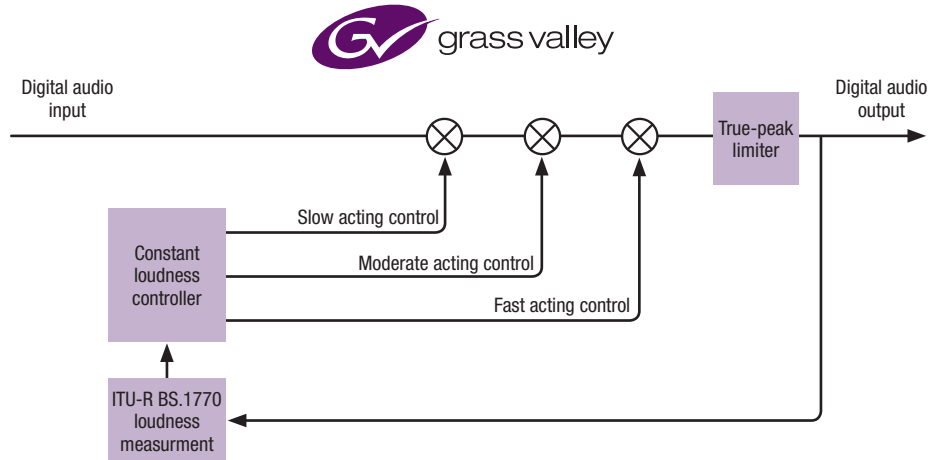 GV grass valley
Digital audio
input
Digital audio
output
True-peak
limiter
Slow acting control
Constant
loudness
controller
Moderate acting control
Fast acting control
ITU-R BS.1770
loudness
measurment